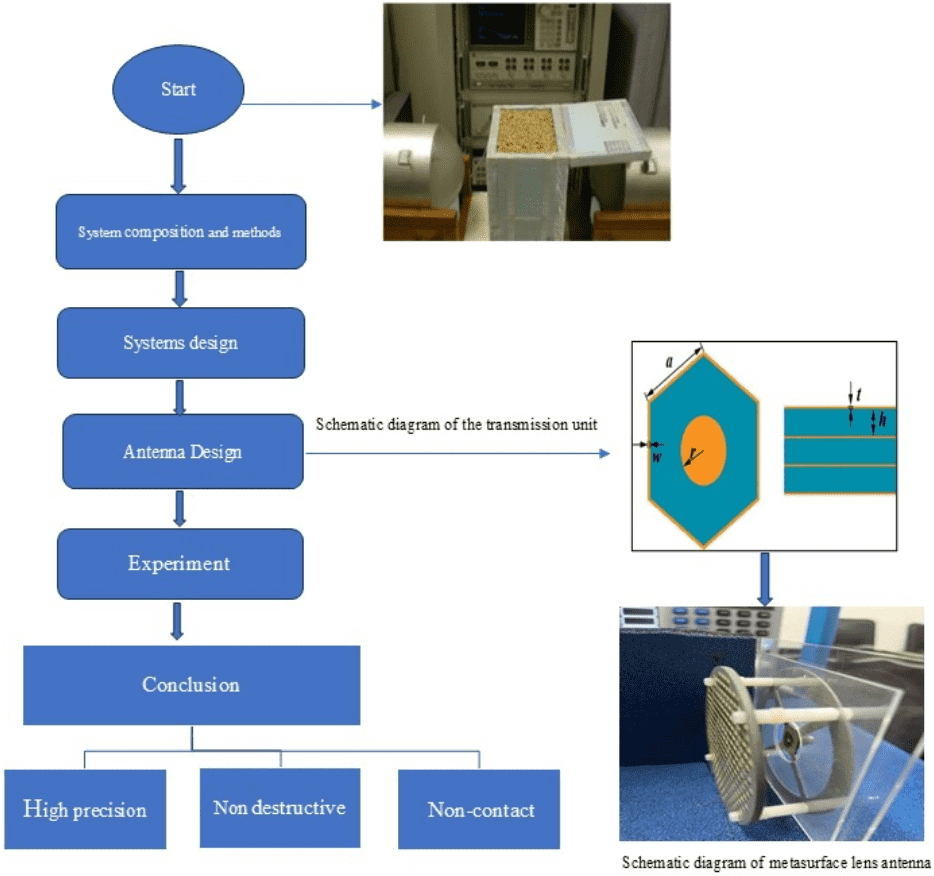 Start
System composition and methods
Systems design
Schematic diagram of the transmission unit
Antenna Design
a
w
r
t
h
Experiment
Conclusion
High precision
Non destructive
Non-contact
Schematic diagram of metasurface lens antenna